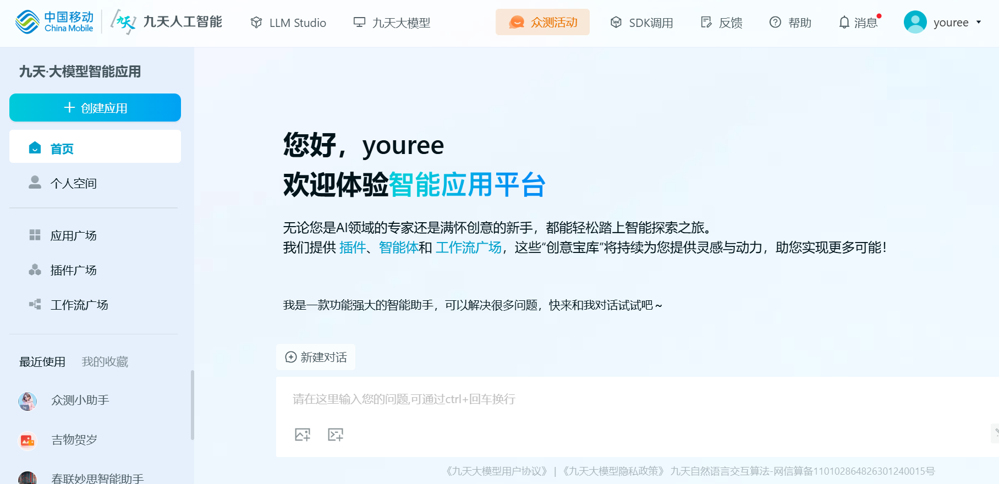 中国移动
China Mobile
九天
九天人工智能
LLM Studio
九天大模型
众测活动
SDK调用
反馈
帮助
消息
youree
九天·大模型智能应用
创建应用
首页
个人空间
应用广场
插件广场
工作流广场
最近使用 我的收藏
众测小助手
吉物贺岁
春联妙思智能助手
您好，youree
欢迎体验智能应用平台
无论您是AI领域的专家还是满怀创意的新手，都能轻松踏上智能探索之旅。
我们提供 插件、智能体和 工作流广场，这些“创意宝库”将持续为您提供灵感与动力，助您实现更多可能！
我是一款功能强大的智能助手，可以解决很多问题，快来和我对话试试吧～
新建对话
请在这里输入您的问题,可通过ctrl+回车换行
《九天大模型用户协议》 | 《九天大模型隐私政策》 九天自然语言交互算法-网信算备110102864826301240015号